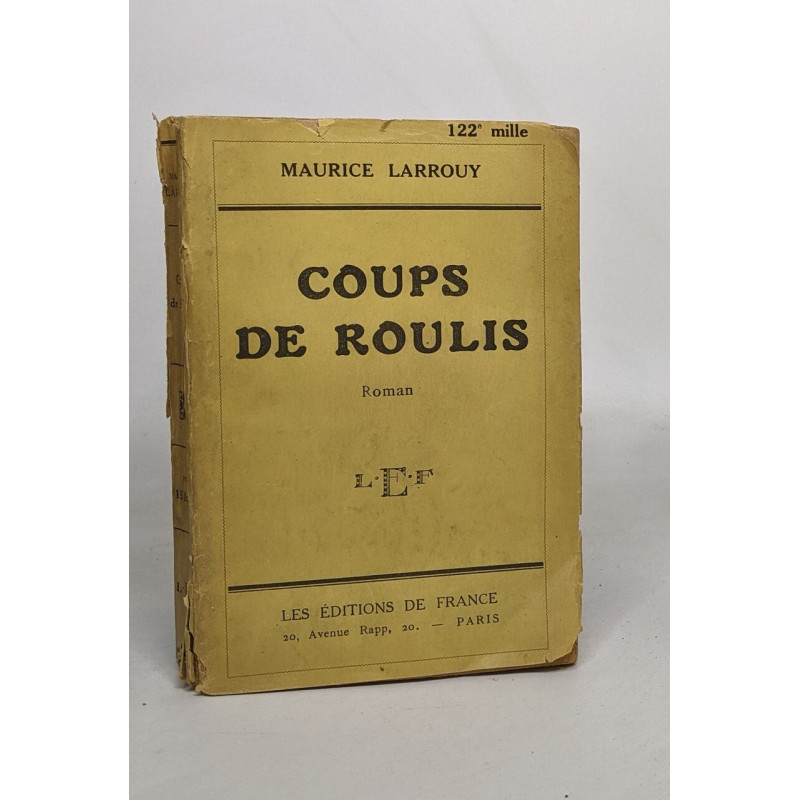 122e mille
MAURICE LARROUY
COUPS
DE ROULIS
Roman
L·E·F
LES ÉDITIONS DE FRANCE
20, Avenue Rapp, 20. — PARIS